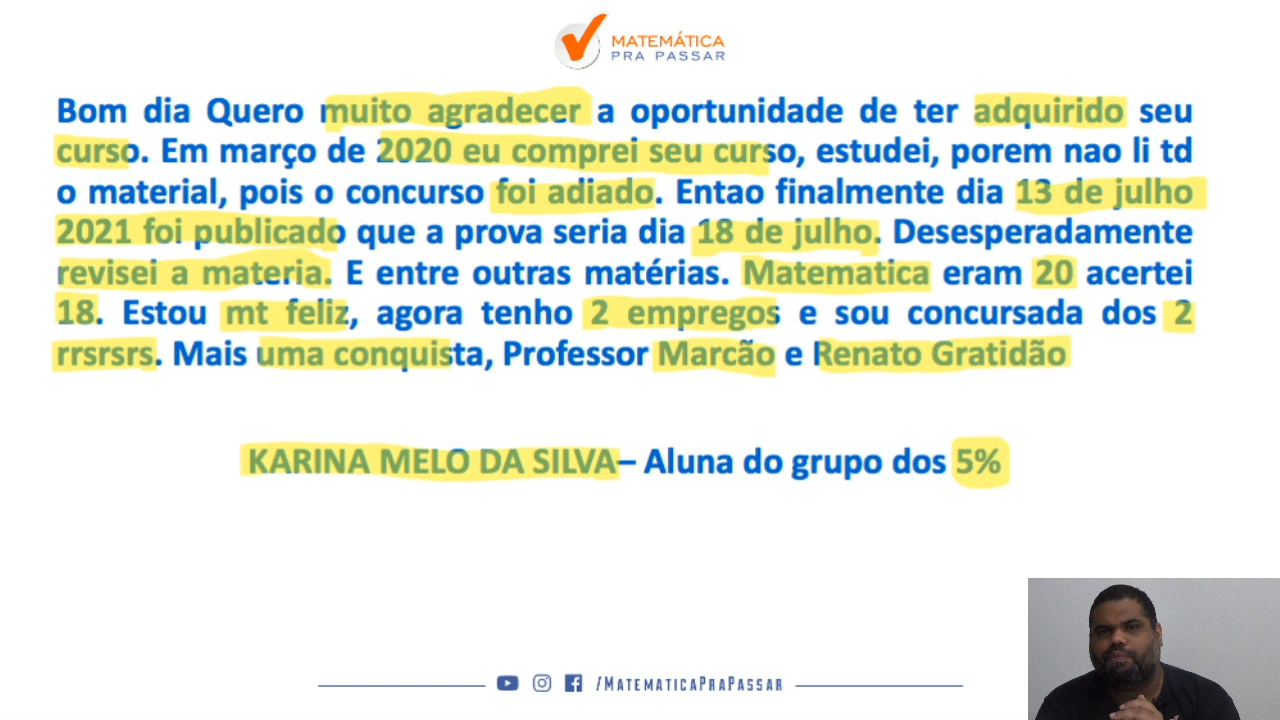 MATEMÁTICA
PRA PASSAR
Bom dia Quero muito agradecer a oportunidade de ter adquirido seu
curso. Em março de 2020 eu comprei seu curso, estudei, porem nao li td
o material, pois o concurso foi adiado. Entao finalmente dia 13 de julho
2021 foi publicado que a prova seria dia 18 de julho. Desesperadamente
revisei a materia. E entre outras matérias. Matematica eram 20 acertei
18. Estou mt feliz, agora tenho 2 empregos e sou concursada dos 2
rrsrsrs. Mais uma conquista, Professor Marcão e Renato Gratidão
KARINA MELO DA SILVA– Aluna do grupo dos 5%
/MATEMATICAPRAPASSAR